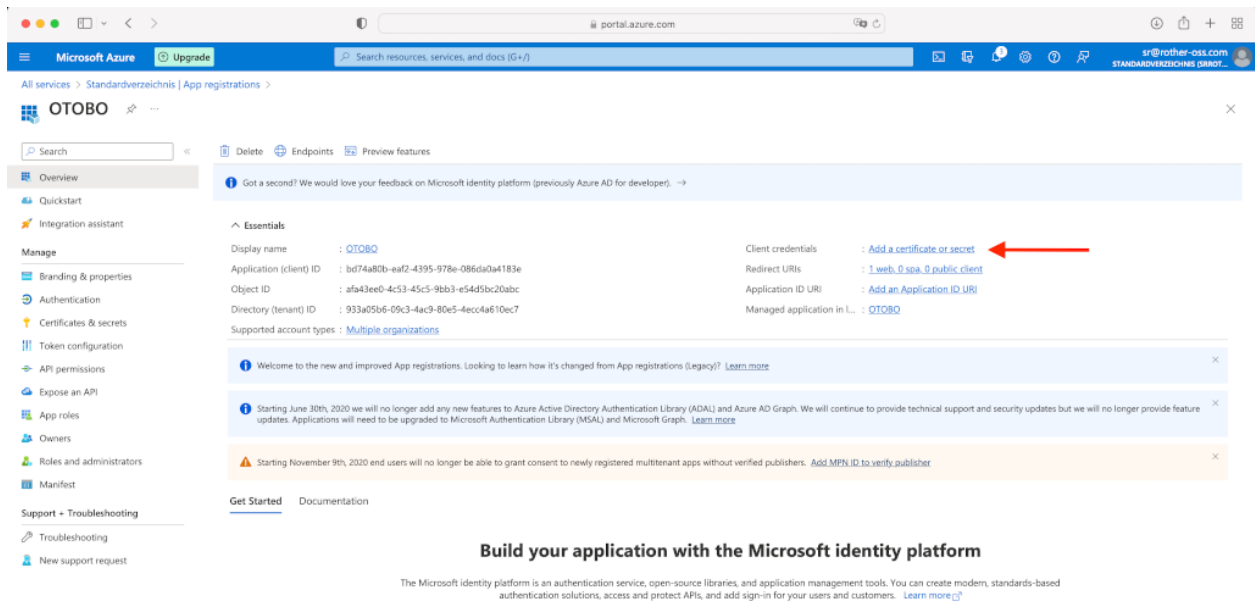 portal.azure.com
Microsoft Azure
Upgrade
Search resources, services, and docs (G+/)
sr@rother-oss.com
STANDARDVERZEICHNIS (SRROT...
All services > Standardverzeichnis | App registrations >
OTOBO
Search
Delete Endpoints Preview features
Overview
Quickstart
Integration assistant
Manage
Branding & properties
Authentication
Certificates & secrets
Token configuration
API permissions
Expose an API
App roles
Owners
Roles and administrators
Manifest
Support + Troubleshooting
Troubleshooting
New support request
Got a second? We would love your feedback on Microsoft identity platform (previously Azure AD for developer). →
Essentials
Display name : OTOBO
Application (client) ID : bd74a80b-eaf2-4395-978e-086da0a4183e
Object ID : afa43ee0-4c53-45c5-9bb3-e54d5bc20abc
Directory (tenant) ID : 933a05b6-09c3-4ac9-80e5-4ecc4a610ec7
Supported account types : Multiple organizations
Client credentials : Add a certificate or secret
Redirect URIs : 1 web, 0 spa, 0 public client
Application ID URI : Add an Application ID URI
Managed application in l... : OTOBO
Welcome to the new and improved App registrations. Looking to learn how it's changed from App registrations (Legacy)? Learn more
Starting June 30th, 2020 we will no longer add any new features to Azure Active Directory Authentication Library (ADAL) and Azure AD Graph. We will continue to provide technical support and security updates but we will no longer provide feature
updates. Applications will need to be upgraded to Microsoft Authentication Library (MSAL) and Microsoft Graph. Learn more
Starting November 9th, 2020 end users will no longer be able to grant consent to newly registered multitenant apps without verified publishers. Add MPN ID to verify publisher
Get Started Documentation
Build your application with the Microsoft identity platform
The Microsoft identity platform is an authentication service, open-source libraries, and application management tools. You can create modern, standards-based
authentication solutions, access and protect APIs, and add sign-in for your users and customers. Learn more